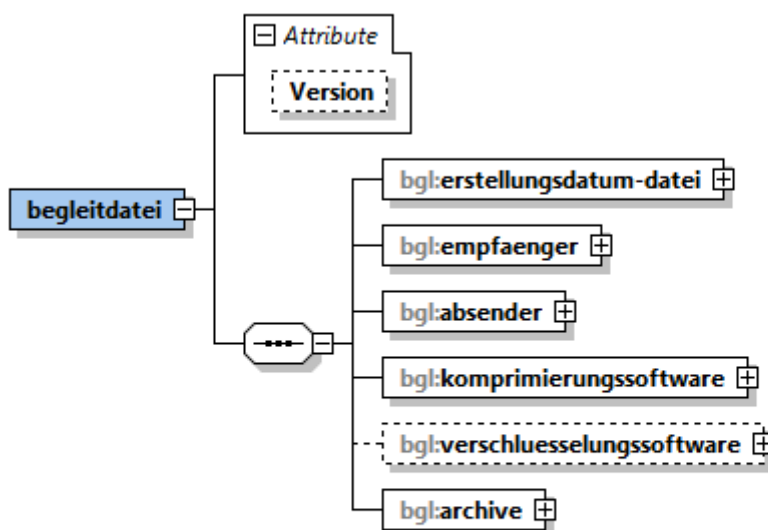 Attribute
Version
begleitdatei
bgl:erstellungsdatum-datei
bgl:empfaenger
bgl:absender
bgl:komprimierungssoftware
bgl:verschluesselungssoftware
bgl:archive